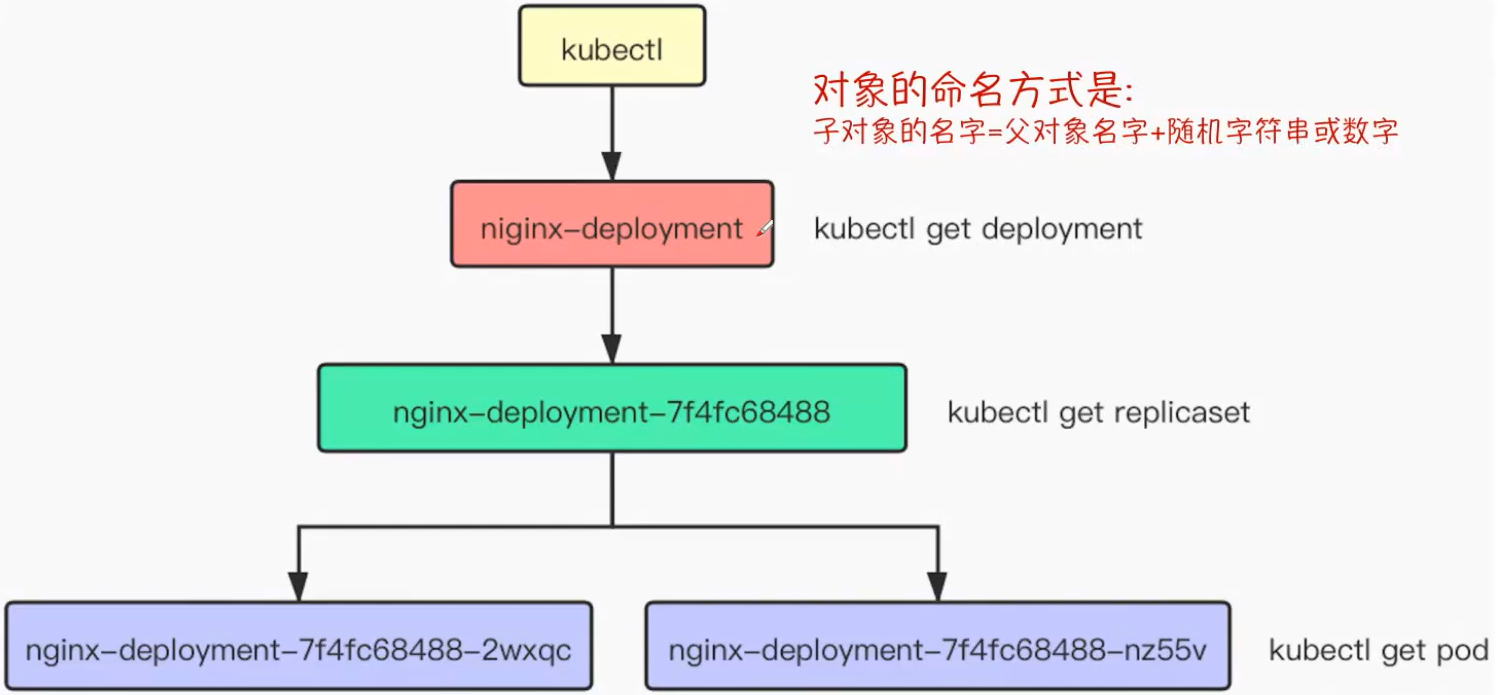 kubectl
对象的命名方式是:
子对象的名字=父对象名字+随机字符串或数字
niginx-deployment
kubectl get deployment
nginx-deployment-7f4fc68488
kubectl get replicaset
nginx-deployment-7f4fc68488-2wxqc
nginx-deployment-7f4fc68488-nz55v
kubectl get pod